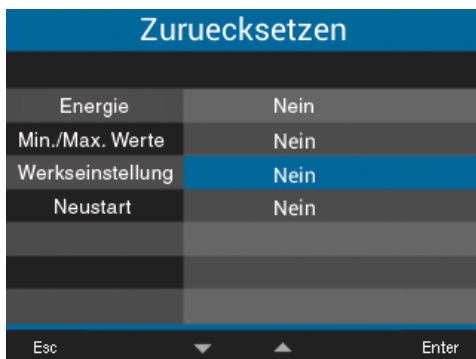 Zuruecksetzen
Energie Nein
Min./Max. Werte Nein
Werkseinstellung Nein
Neustart Nein
Esc Enter